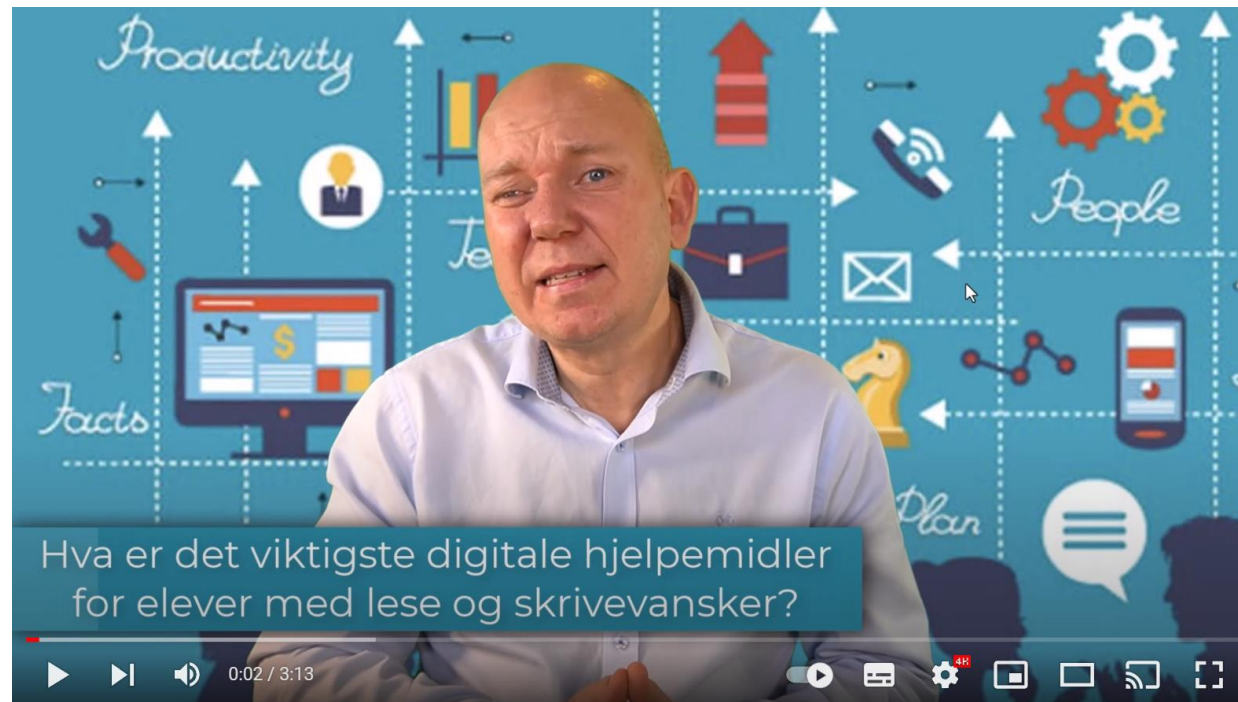 Productivity
People
Te
Facts
Plan
Hva er det viktigste digitale hjelpemidler
for elever med lese og skrivevansker?
0:02 / 3:13
4K
$